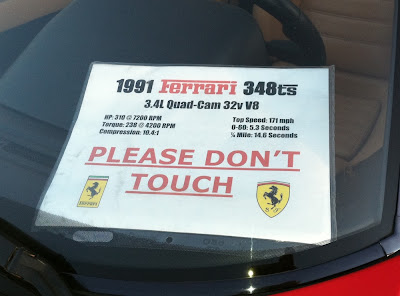 1991 Ferrari 348ts
3.4L Quad-Cam 32v V8
HP: 310 @ 7200 RPM
Torque: 238 @ 4200 RPM
Compression: 10.4:1
Top Speed: 171 mph
0-60: 5.3 Seconds
¼ Mile: 14.6 Seconds
PLEASE DON'T
TOUCH